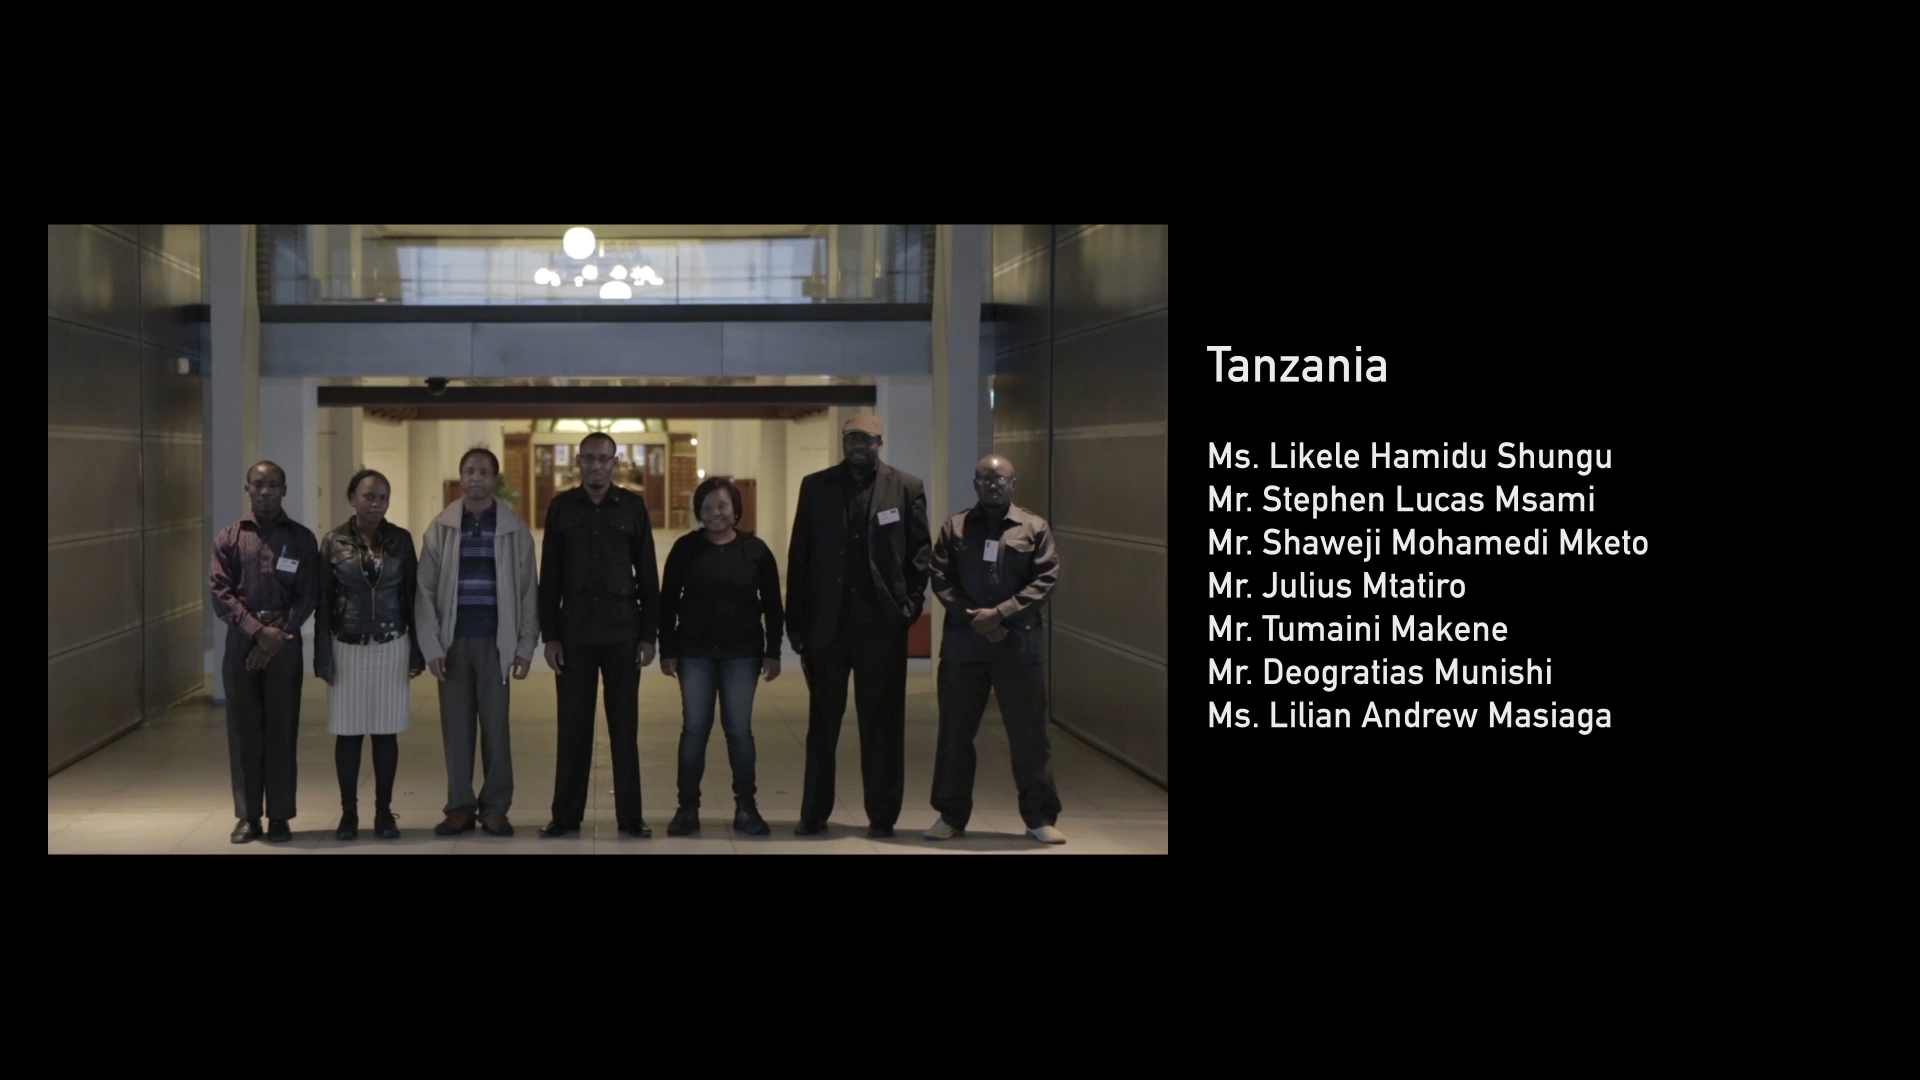 Tanzania
Ms. Likele Hamidu Shungu
Mr. Stephen Lucas Msami
Mr. Shaweji Mohamedi Mketo
Mr. Julius Mtatiro
Mr. Tumaini Makene
Mr. Deogratias Munishi
Ms. Lilian Andrew Masiaga